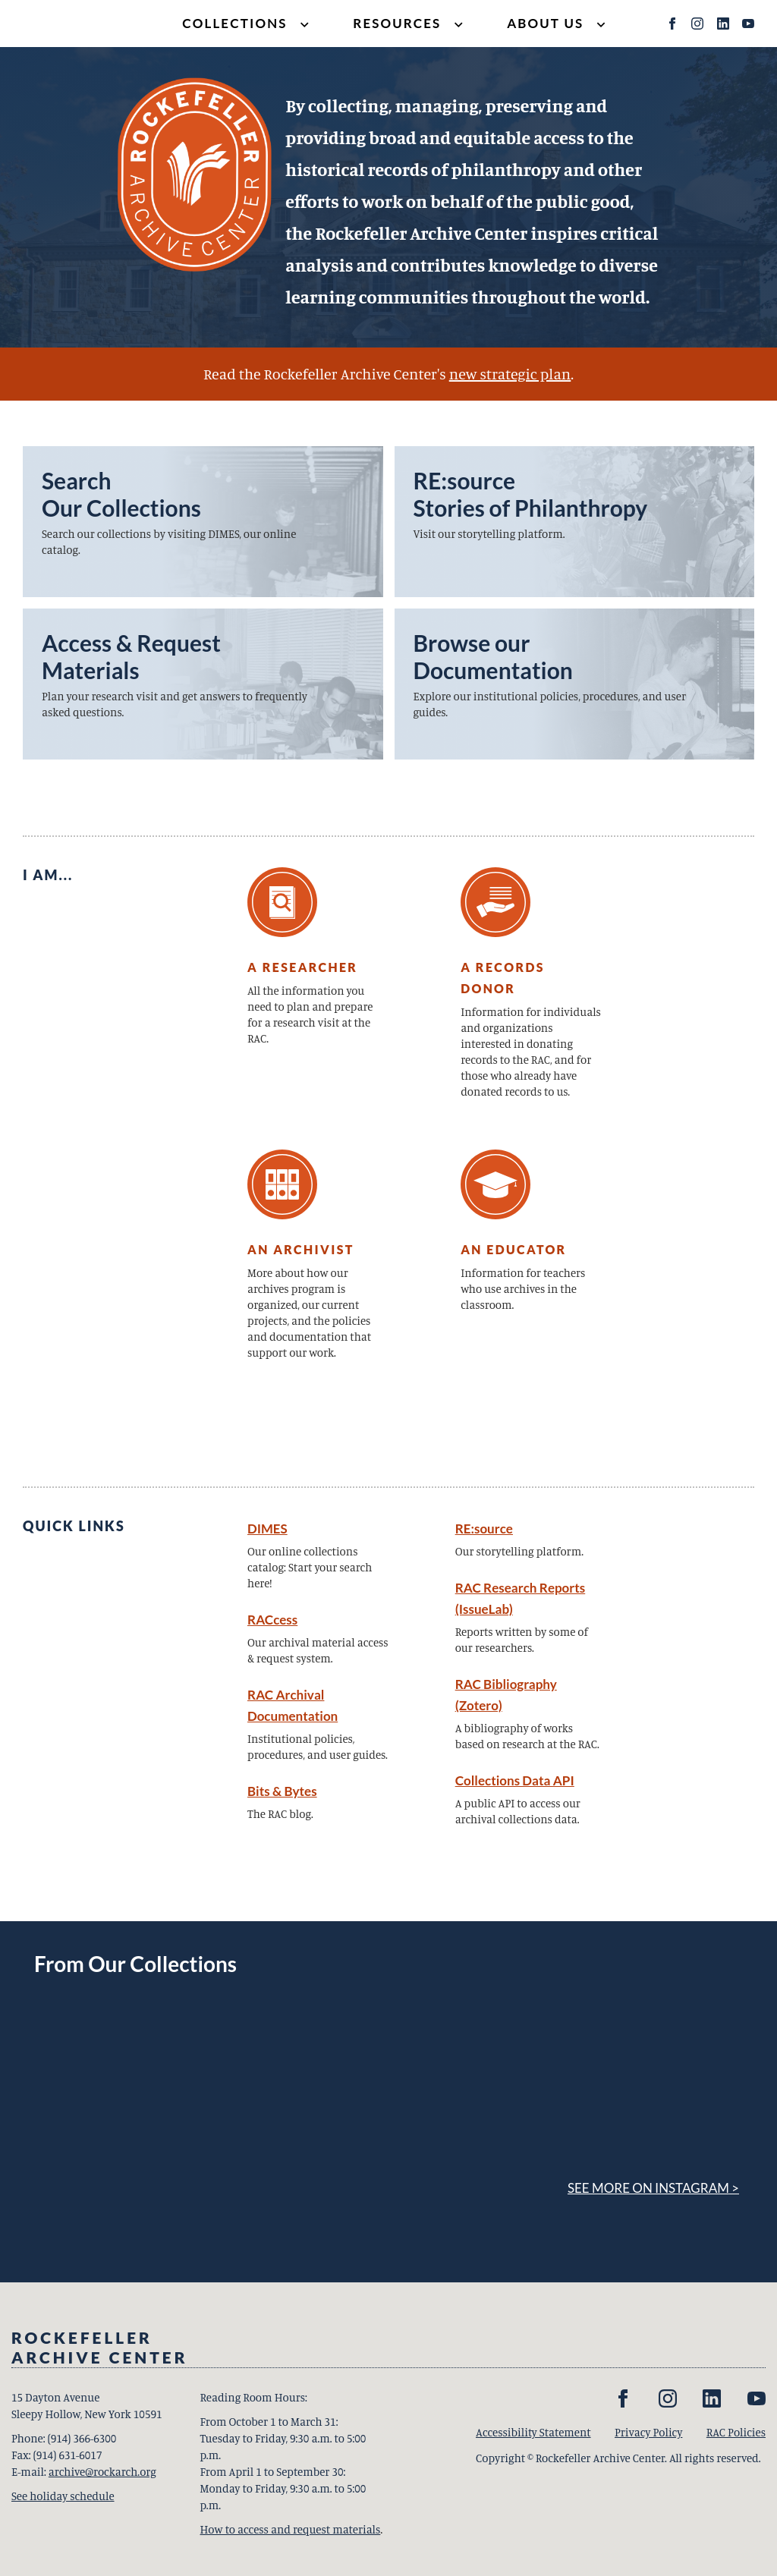 COLLECTIONS
RESOURCES
ABOUT US
ROCKEFELLER
ARCHIVE CENTER
By collecting, managing, preserving and
providing broad and equitable access to the
historical records of philanthropy and other
efforts to work on behalf of the public good,
the Rockefeller Archive Center inspires critical
analysis and contributes knowledge to diverse
learning communities throughout the world.
Read the Rockefeller Archive Center's new strategic plan.
Search
Our Collections
Search our collections by visiting DIMES, our online
catalog.
RE:source
Stories of Philanthropy
Visit our storytelling platform.
Access & Request
Materials
Plan your research visit and get answers to frequently
asked questions.
Browse our
Documentation
Explore our institutional policies, procedures, and user
guides.
I AM...
A RESEARCHER
All the information you
need to plan and prepare
for a research visit at the
RAC.
A RECORDS
DONOR
Information for individuals
and organizations
interested in donating
records to the RAC, and for
those who already have
donated records to us.
AN ARCHIVIST
More about how our
archives program is
organized, our current
projects, and the policies
and documentation that
support our work.
AN EDUCATOR
Information for teachers
who use archives in the
classroom.
QUICK LINKS
DIMES
Our online collections
catalog: Start your search
here!
RACcess
Our archival material access
& request system.
RAC Archival
Documentation
Institutional policies,
procedures, and user guides.
Bits & Bytes
The RAC blog.
RE:source
Our storytelling platform.
RAC Research Reports
(IssueLab)
Reports written by some of
our researchers.
RAC Bibliography
(Zotero)
A bibliography of works
based on research at the RAC.
Collections Data API
A public API to access our
archival collections data.
From Our Collections
SEE MORE ON INSTAGRAM >
ROCKEFELLER
ARCHIVE CENTER
15 Dayton Avenue
Sleepy Hollow, New York 10591
Phone: (914) 366-6300
Fax: (914) 631-6017
E-mail: archive@rockarch.org
See holiday schedule
Reading Room Hours:
From October 1 to March 31:
Tuesday to Friday, 9:30 a.m. to 5:00
p.m.
From April 1 to September 30:
Monday to Friday, 9:30 a.m. to 5:00
p.m.
How to access and request materials.
Accessibility Statement
Privacy Policy
RAC Policies
Copyright © Rockefeller Archive Center. All rights reserved.